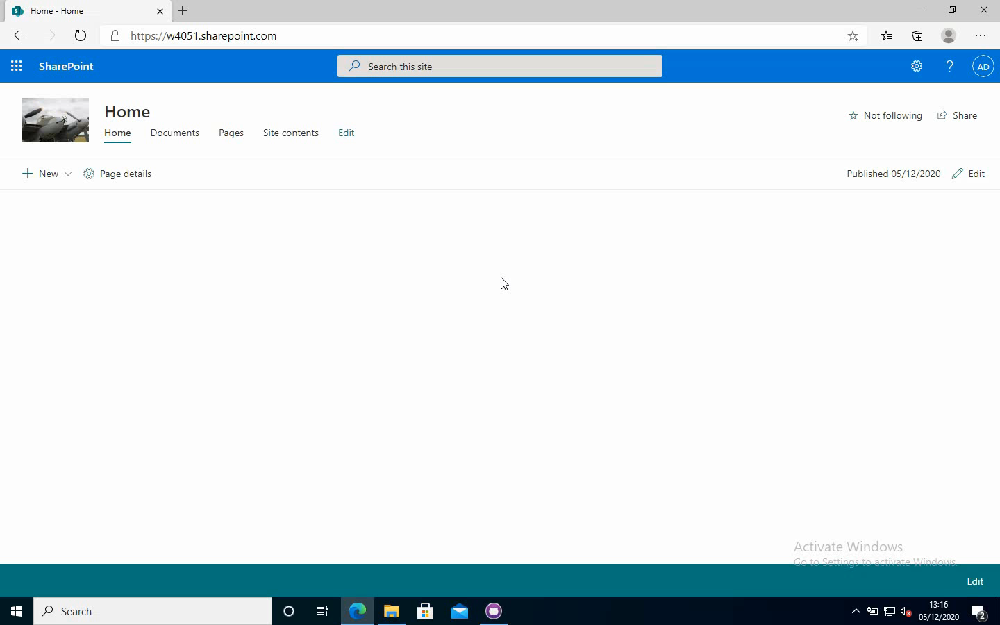 Home - Home
https://w4051.sharepoint.com
SharePoint
Search this site
?
AD
Home
Not following
Share
Home
Documents
Pages
Site contents
Edit
New
Page details
Published 05/12/2020
Edit
Activate Windows
Go to Settings to activate Windows.
Edit
Search
13:16
05/12/2020
2